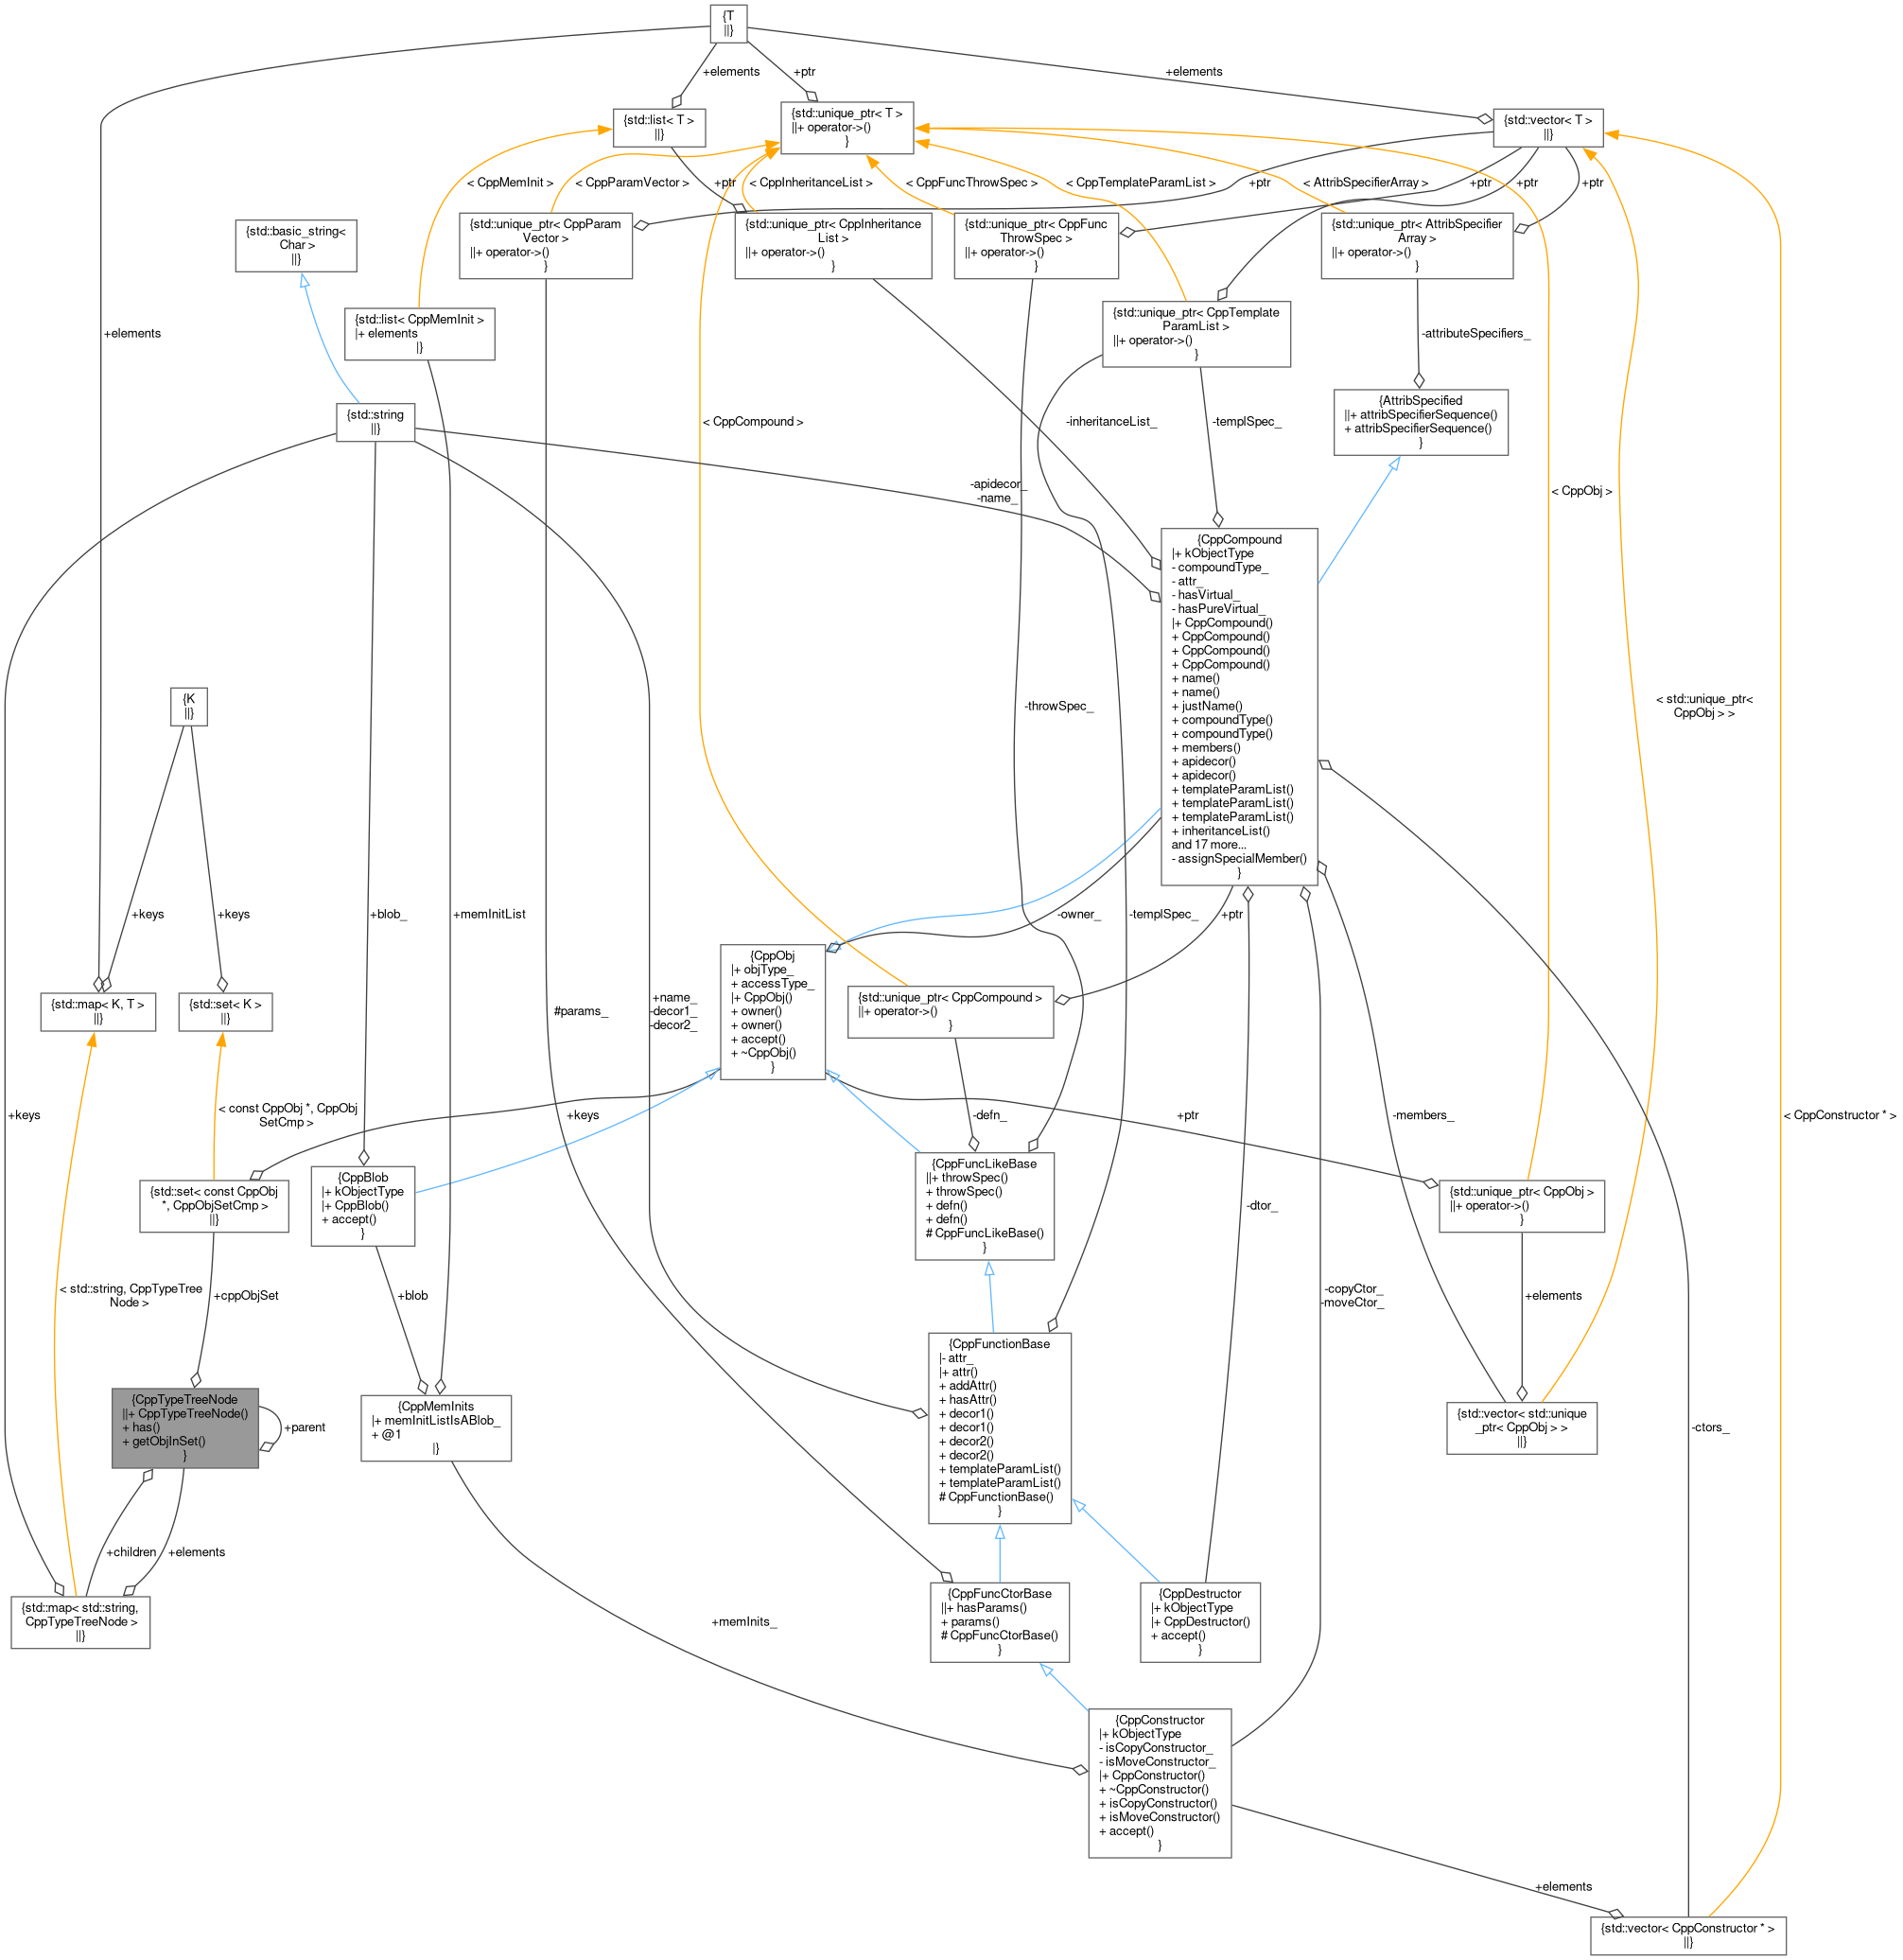 {T
||}
+elements
+ptr
+elements
{std::list< T >
||}
{std::unique_ptr< T >
||+ operator->()
}
{std::vector< T >
||}
< CppMemInit >
< CppParamVector >
+ptr
< CppInheritanceList >
< CppFuncThrowSpec >
< CppTemplateParamList >
+ptr
< AttribSpecifierArray >
+ptr
+ptr
+ptr
{std::basic_string<
Char >
||}
{std::unique_ptr< CppParam
Vector >
||+ operator->()
}
{std::unique_ptr< CppInheritance
List >
||+ operator->()
}
{std::unique_ptr< CppFunc
ThrowSpec >
||+ operator->()
}
{std::unique_ptr< AttribSpecifier
Array >
||+ operator->()
}
+elements
{std::list< CppMemInit >
|+ elements
|}
{std::unique_ptr< CppTemplate
ParamList >
||+ operator->()
}
-attributeSpecifiers_
{std::string
||}
< CppCompound >
-inheritanceList_
-templSpec_
{AttribSpecified
||+ attribSpecifierSequence()
+ attribSpecifierSequence()
}
-apidecor_
-name_
< CppObj >
{CppCompound
|+ kObjectType
- compoundType_
- attr_
- hasVirtual_
- hasPureVirtual_
|+ CppCompound()
+ CppCompound()
+ CppCompound()
+ CppCompound()
+ name()
+ name()
+ justName()
+ compoundType()
+ compoundType()
+ members()
+ apidecor()
+ apidecor()
+ templateParamList()
+ templateParamList()
+ templateParamList()
+ inheritanceList()
and 17 more...
- assignSpecialMember()
}
{K
||}
-throwSpec_
< std::unique_ptr<
CppObj > >
+keys
+keys
+blob_
+memInitList
-owner_
-templSpec_
+ptr
{std::map< K, T >
||}
{std::set< K >
||}
#params_
+name_
-decor1_
-decor2_
{CppObj
|+ objType_
+ accessType_
|+ CppObj()
+ owner()
+ owner()
+ accept()
+ ~CppObj()
}
{std::unique_ptr< CppCompound >
||+ operator->()
}
+keys
< const CppObj *, CppObj
SetCmp >
+keys
-defn_
+ptr
-members_
< CppConstructor * >
{std::set< const CppObj
*, CppObjSetCmp >
||}
{CppBlob
|+ kObjectType
|+ CppBlob()
+ accept()
}
{CppFuncLikeBase
||+ throwSpec()
+ throwSpec()
+ defn()
+ defn()
# CppFuncLikeBase()
}
-dtor_
{std::unique_ptr< CppObj >
||+ operator->()
}
< std::string, CppTypeTree
Node >
+cppObjSet
+blob
-copyCtor_
-moveCtor_
+elements
{CppTypeTreeNode
||+ CppTypeTreeNode()
+ has()
+ getObjInSet()
}
+parent
{CppMemInits
|+ memInitListIsABlob_
+ @1
|}
{CppFunctionBase
|- attr_
|+ attr()
+ addAttr()
+ hasAttr()
+ decor1()
+ decor1()
+ decor2()
+ decor2()
+ templateParamList()
+ templateParamList()
# CppFunctionBase()
}
{std::vector< std::unique
_ptr< CppObj > >
||}
-ctors_
+children
+elements
{std::map< std::string,
CppTypeTreeNode >
||}
+memInits_
{CppFuncCtorBase
||+ hasParams()
+ params()
# CppFuncCtorBase()
}
{CppDestructor
|+ kObjectType
|+ CppDestructor()
+ accept()
}
{CppConstructor
|+ kObjectType
- isCopyConstructor_
- isMoveConstructor_
|+ CppConstructor()
+ ~CppConstructor()
+ isCopyConstructor()
+ isMoveConstructor()
+ accept()
}
+elements
{std::vector< CppConstructor * >
||}